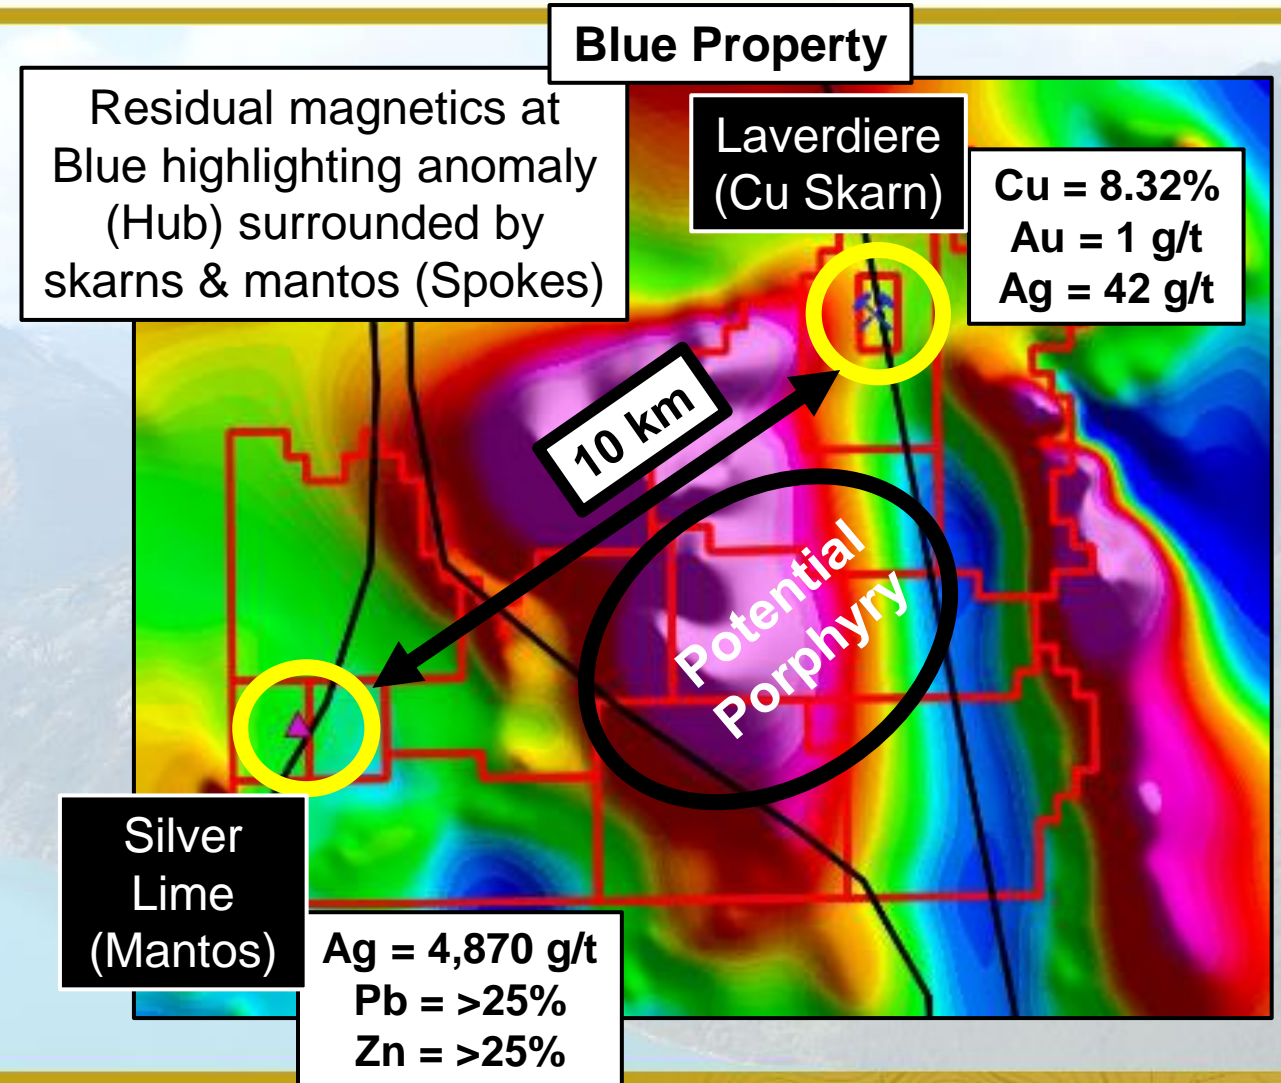 Blue Property
Residual magnetics at
Blue highlighting anomaly
(Hub) surrounded by
skarns & mantos (Spokes)
Laverdiere
(Cu Skarn)
Cu = 8.32%
Au = 1 g/t
Ag = 42 g/t
10 km
Potential
Porphyry
Silver
Lime
(Mantos)
Ag = 4,870 g/t
Pb = >25%
Zn = >25%